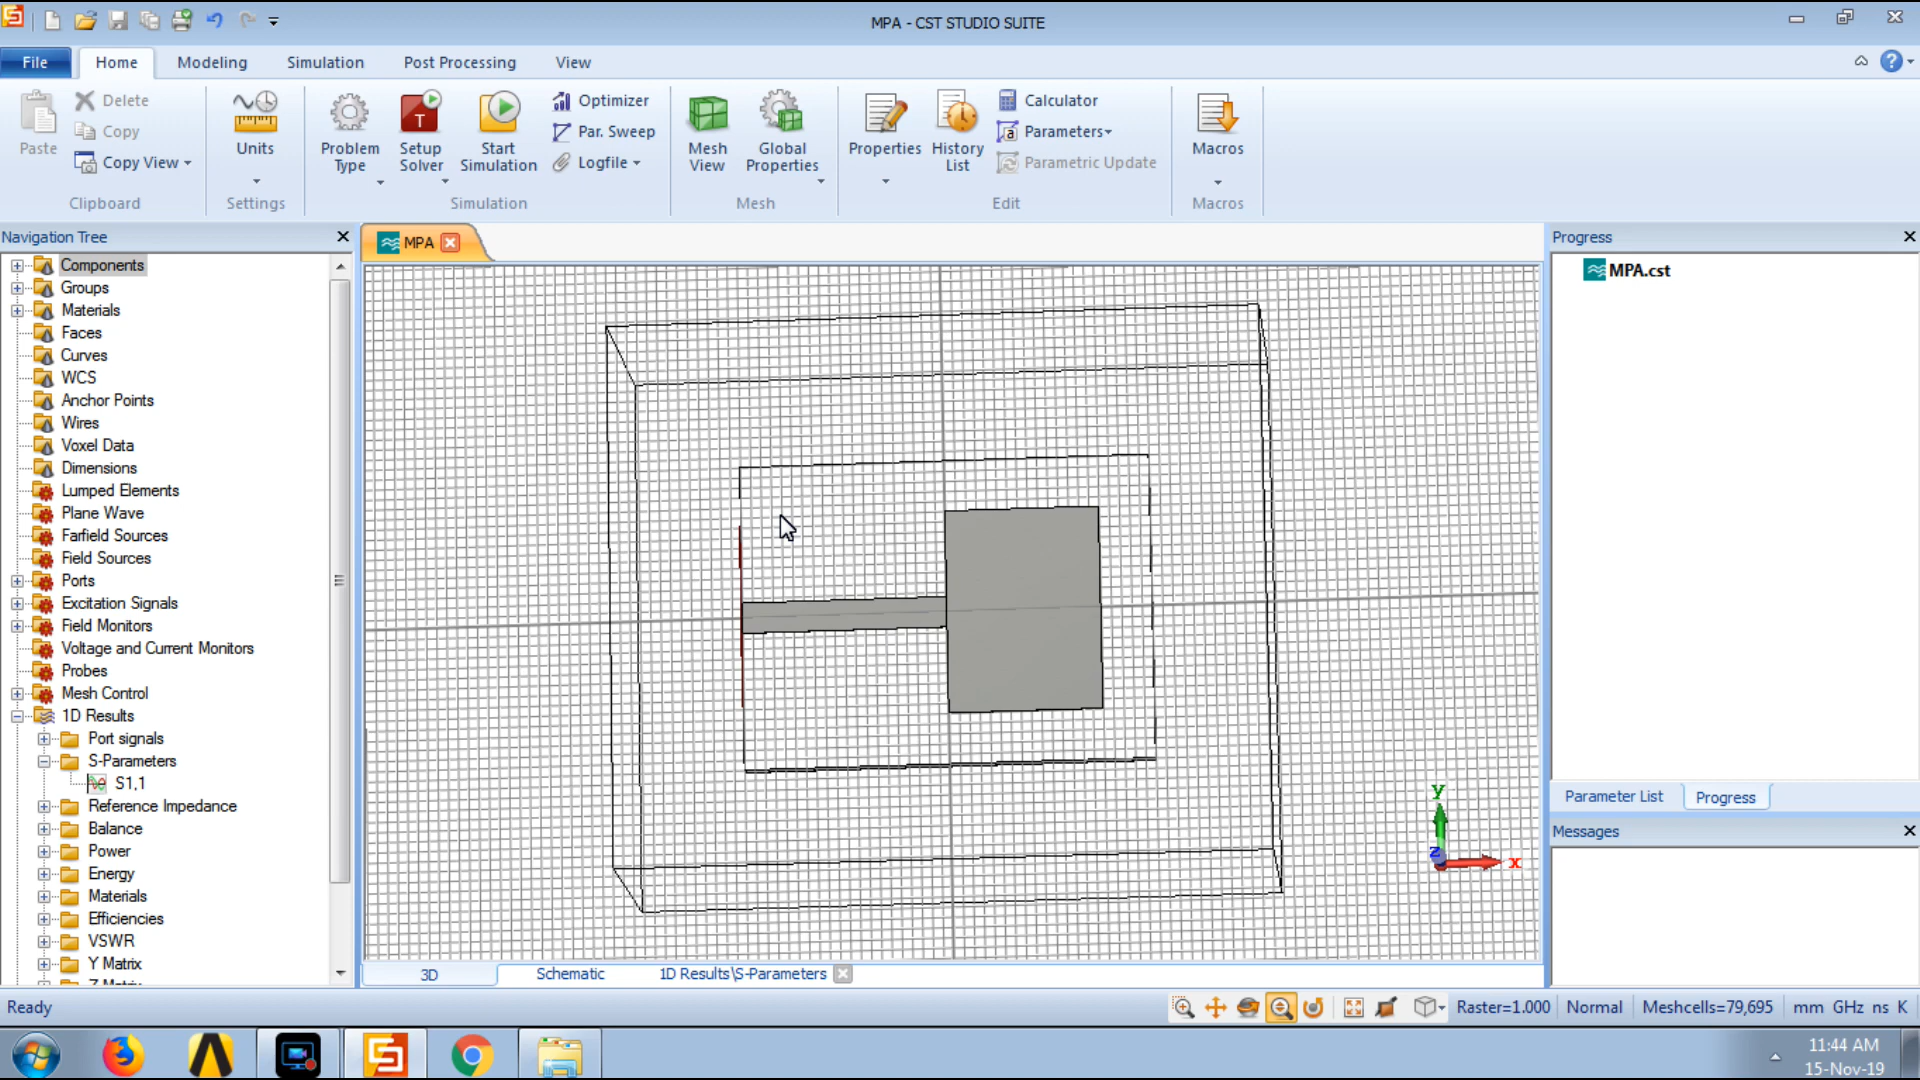 MPA - CST STUDIO SUITE
File Home Modeling Simulation Post Processing View
Paste
Delete
Copy
Copy View
Clipboard
Units
Settings
Problem Type
Setup Solver
Start Simulation
Optimizer
Par. Sweep
Logfile
Simulation
Mesh View
Global Properties
Mesh
Properties
History List
Calculator
Parameters
Parametric Update
Edit
Macros
Macros
Navigation Tree
Components
Groups
Materials
Faces
Curves
WCS
Anchor Points
Wires
Voxel Data
Dimensions
Lumped Elements
Plane Wave
Farfield Sources
Field Sources
Ports
Excitation Signals
Field Monitors
Voltage and Current Monitors
Probes
Mesh Control
1D Results
Port signals
S-Parameters
S1,1
Reference Impedance
Balance
Power
Energy
Materials
Efficiencies
VSWR
Y Matrix
Z Matrix
MPA
y
z
x
3D Schematic 1D Results\S-Parameters
Progress
MPA.cst
Parameter List Progress
Messages
Ready
Raster=1.000 Normal Meshcells=79,695 mm GHz ns K
11:44 AM
15-Nov-19